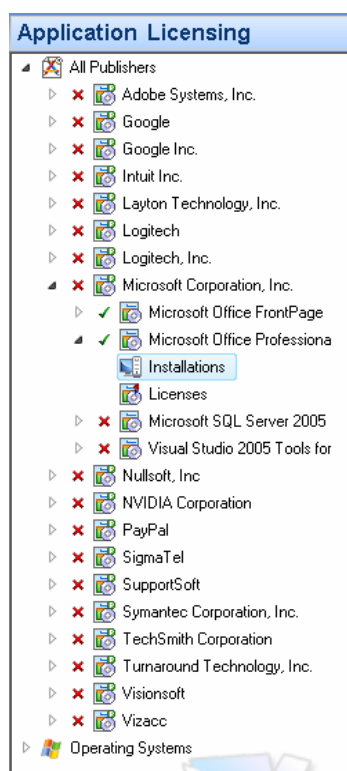 Application Licensing
All Publishers
Adobe Systems, Inc.
Google
Google Inc.
Intuit Inc.
Layton Technology, Inc.
Logitech
Logitech, Inc.
Microsoft Corporation, Inc.
Microsoft Office FrontPage
Microsoft Office Professiona
Installations
Licenses
Microsoft SQL Server 2005
Visual Studio 2005 Tools for
Nullsoft, Inc
NVIDIA Corporation
PayPal
SigmaTel
SupportSoft
Symantec Corporation, Inc.
TechSmith Corporation
Turnaround Technology, Inc.
Visionsoft
Vizacc
Operating Systems